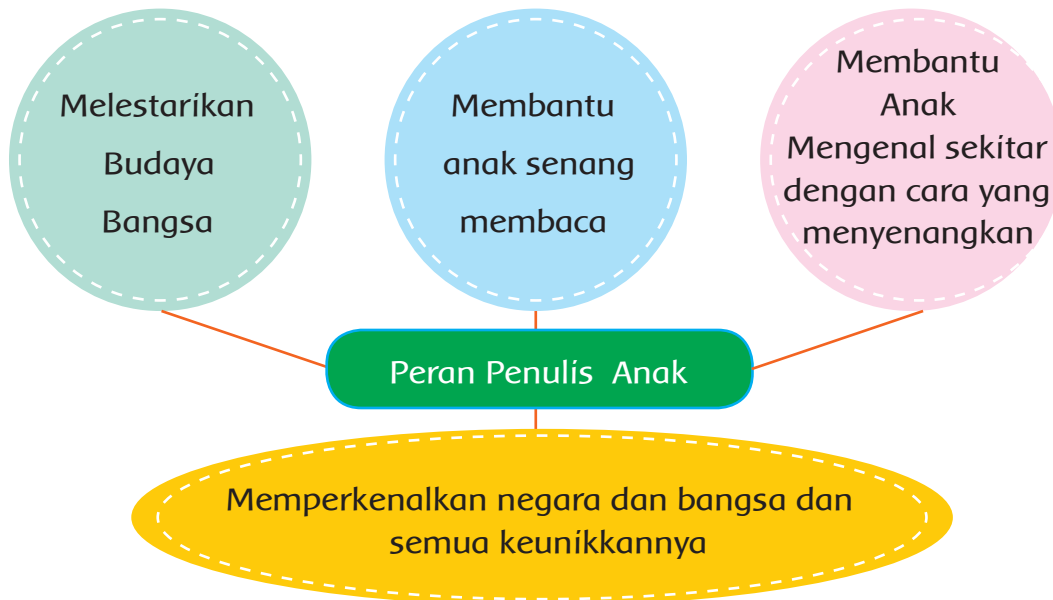 Melestarikan
Budaya
Bangsa
Membantu
anak senang
membaca
Membantu
Anak
Mengenal sekitar
dengan cara yang
menyenangkan
Peran Penulis Anak
Memperkenalkan negara dan bangsa dan
semua keunikkannya